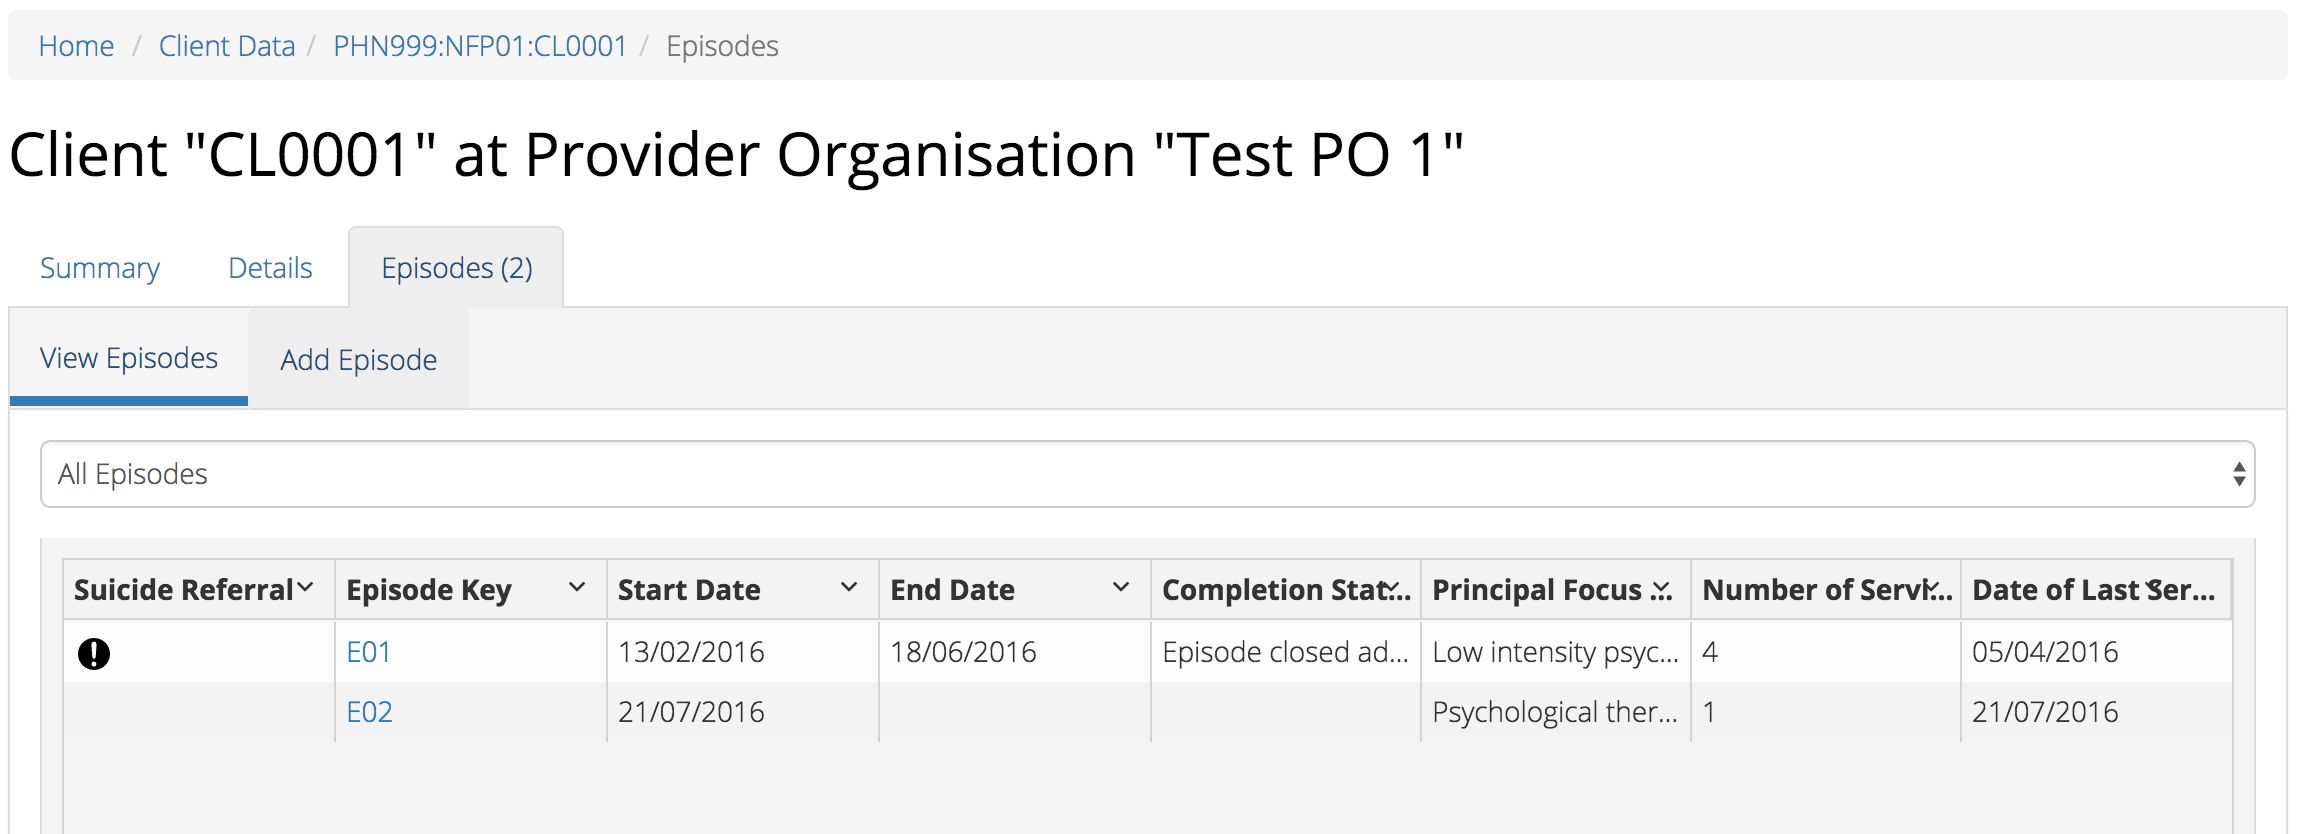 Home / Client Data / PHN999:NFP01:CL0001 / Episodes
Client "CL0001" at Provider Organisation "Test PO 1"
Summary Details Episodes (2)
View Episodes Add Episode
All Episodes
Suicide Referral Episode Key Start Date End Date Completion Stat... Principal Focus ... Number of Servi... Date of Last Ser...
E01 13/02/2016 18/06/2016 Episode closed ad... Low intensity psyc... 4 05/04/2016
E02 21/07/2016 Psychological ther... 1 21/07/2016